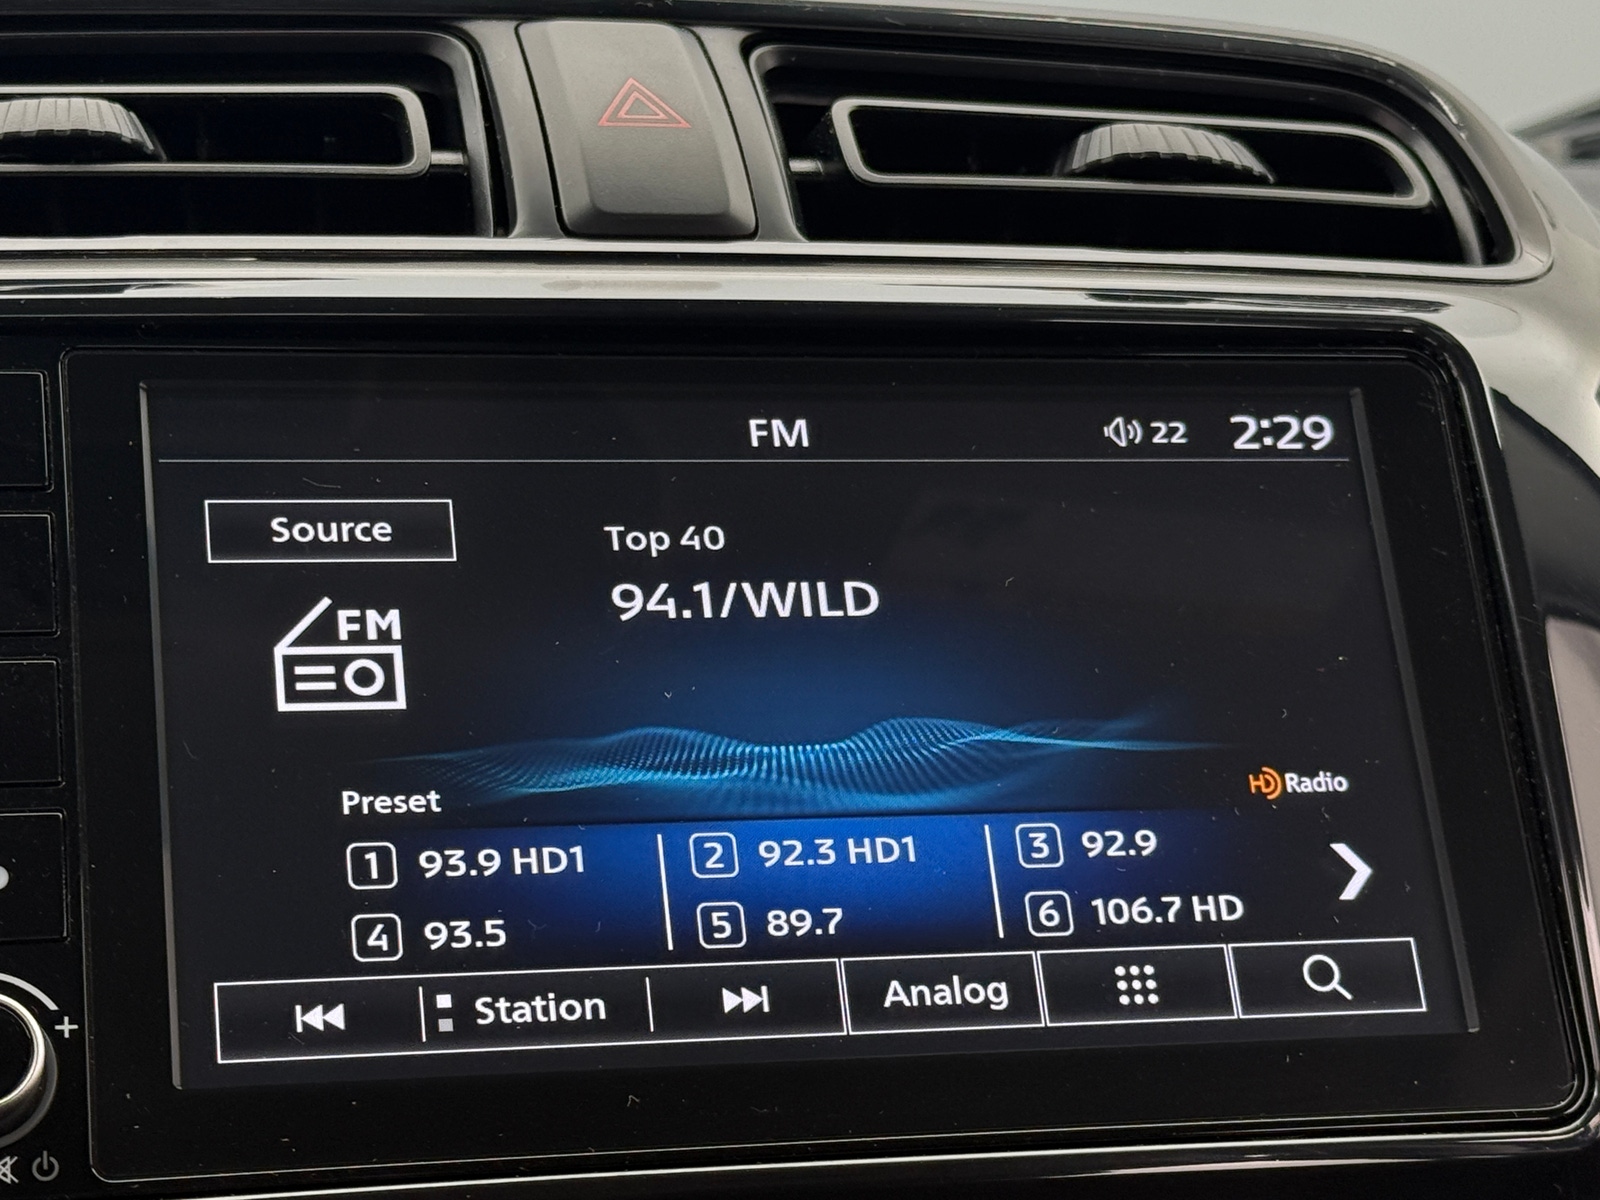 FM 22 2:29
Source
Top 40
94.1/WILD
FM
HD Radio
Preset
1 93.9 HD1 2 92.3 HD1 3 92.9
4 93.5 5 89.7 6 106.7 HD
Station Analog
+